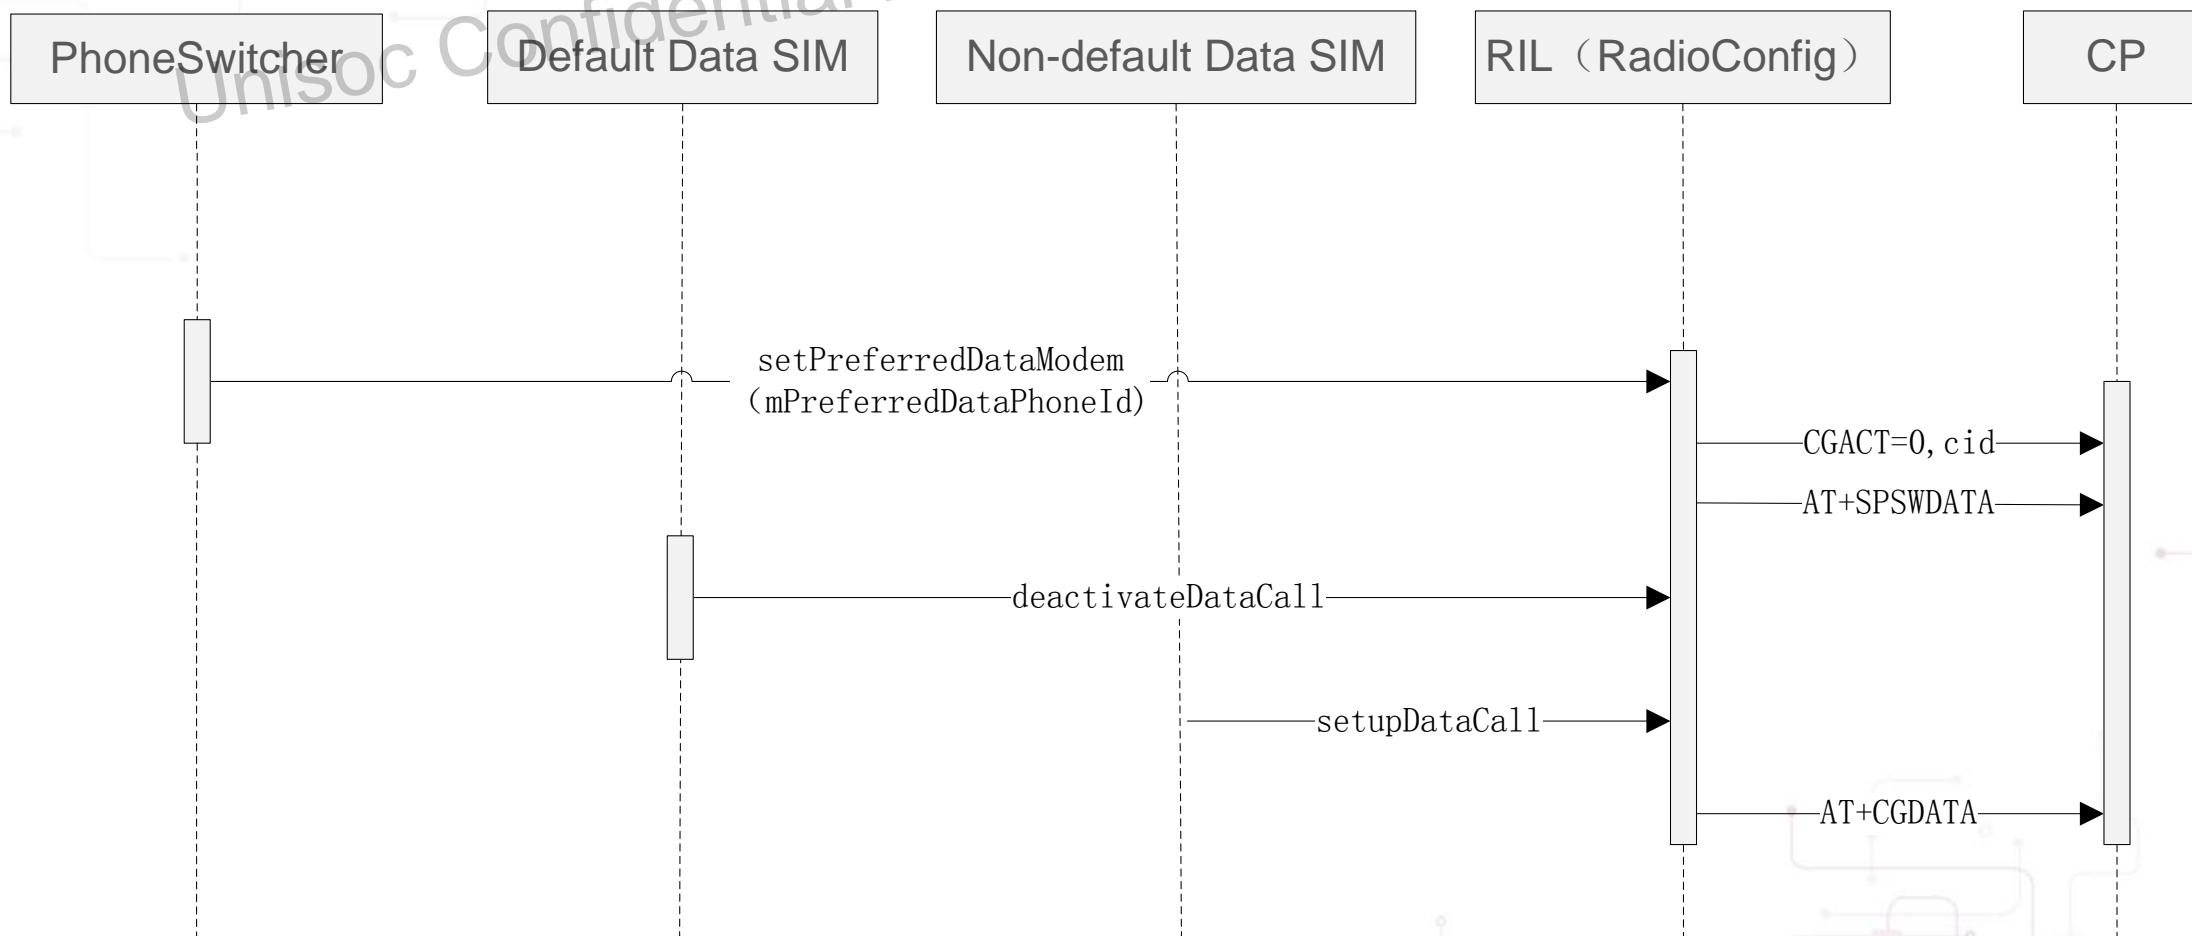 PhoneSwitcher
Default Data SIM
Non-default Data SIM
RIL（RadioConfig）
CP
Unisoc Confidential
setPreferredDataModem
（mPreferredDataPhoneId)
CGACT=0,cid
AT+SPSWDATA
deactivateDataCall
setupDataCall
AT+CGDATA